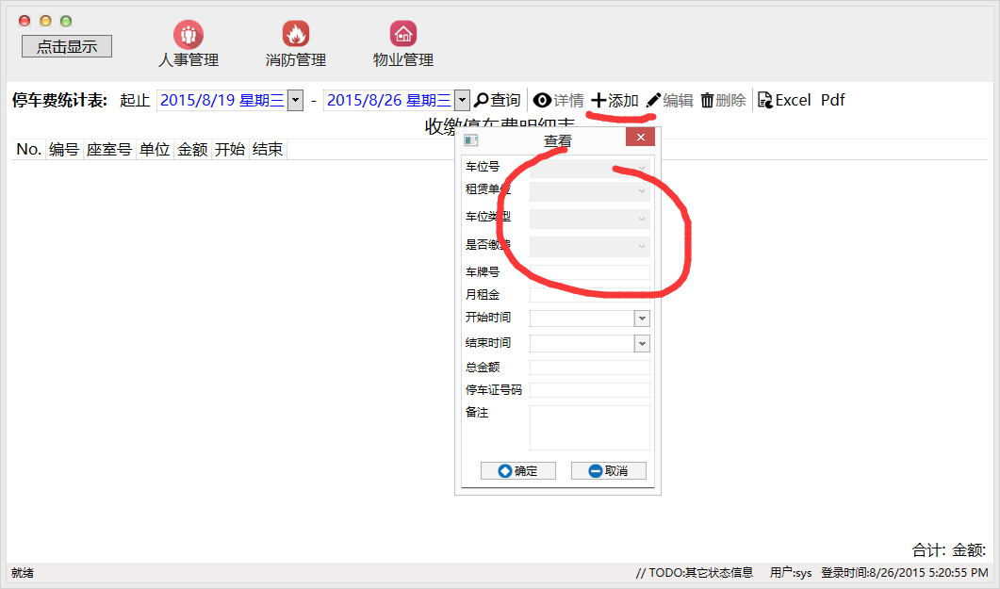 点击显示
人事管理
消防管理
物业管理
停车费统计表: 起止 2015/8/19 星期三 - 2015/8/26 星期三 查询 详情 添加 编辑 删除 Excel Pdf
收缴停车费明细表
No. 编号 座室号 单位 金额 开始 结束
查看
车位号
租赁单位
车位类型
是否缴费
车牌号
月租金
开始时间
结束时间
总金额
停车证号码
备注
确定 取消
合计: 金额:
就绪 // TODO:其它状态信息 用户:sys 登录时间:8/26/2015 5:20:55 PM